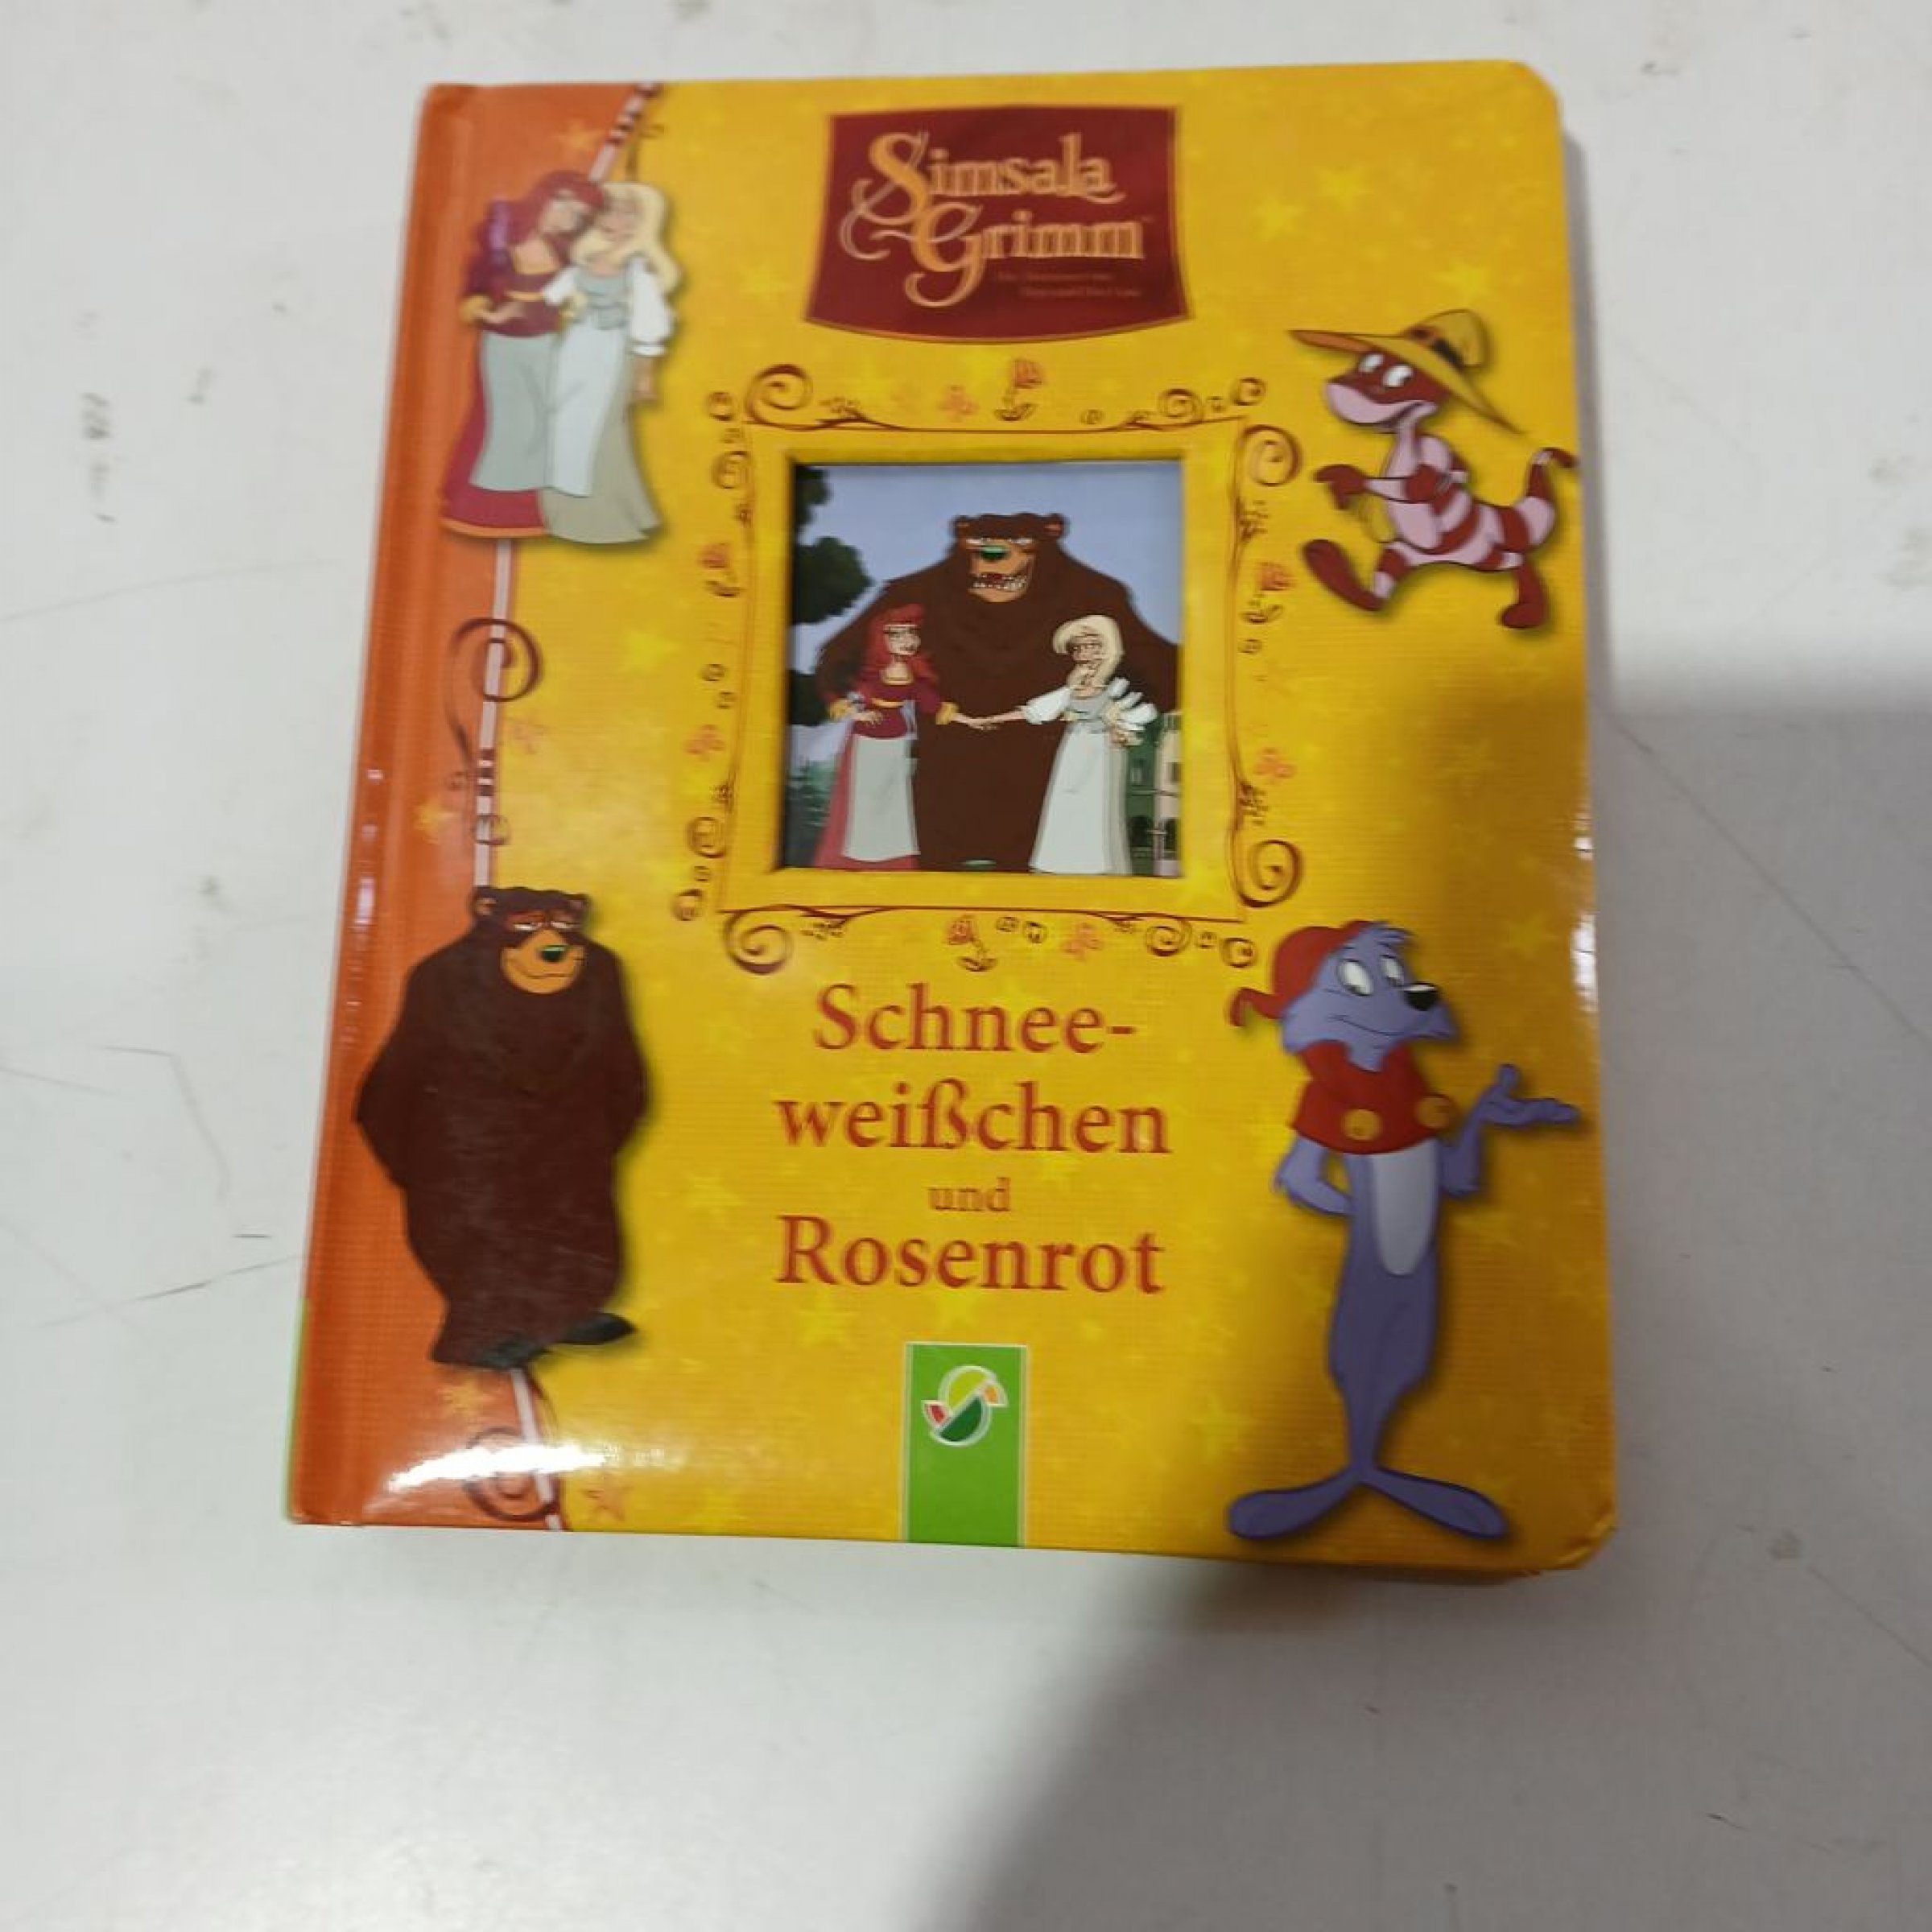 Simsala
Grimm
Schnee-
weißchen
und
Rosenrot